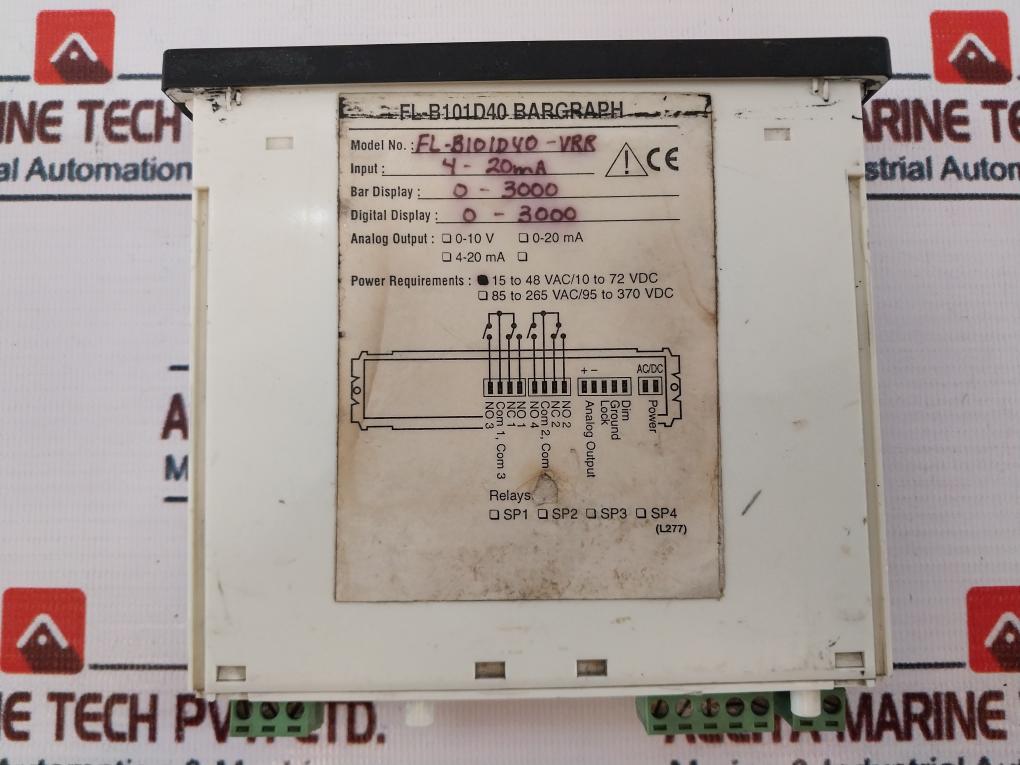 FL-B101D40 BARGRAPH
Model No. : FL-B101D40-VRR
Input : 4 - 20mA
CE
Bar Display : 0 - 3000
Digital Display : 0 - 3000
Analog Output : ☐ 0-10 V ☐ 0-20 mA
☐ 4-20 mA ☐
Power Requirements : 15 to 48 VAC/10 to 72 VDC
☐ 85 to 265 VAC/95 to 370 VDC
+ -
AC/DC
NO 3
Com 1, Com 3
NC 1
NO 1
NO 4
Com 2, Com
NC 2
NO 2
Analog Output
Lock
Ground
Dim
Power
Relays
☐ SP1 ☐ SP2 ☐ SP3 ☐ SP4
(L277)
INE TECH
ARINE TE
l Automation
strial Auton
E TECH PVT. LTD.
MARINE